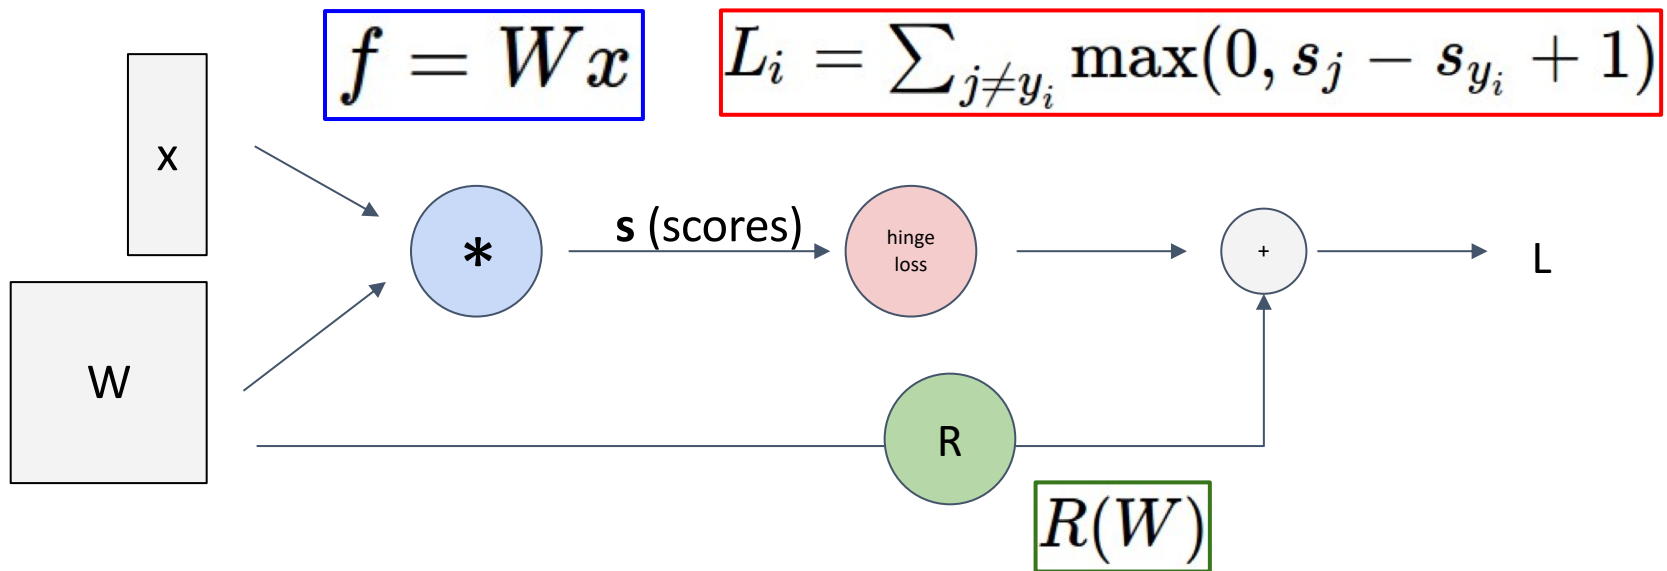 f = Wx
L_i = ∑_{j≠y_i} max(0, s_j − s_{y_i} + 1)
x
*
s (scores)
hinge
loss
+
L
W
R
R(W)